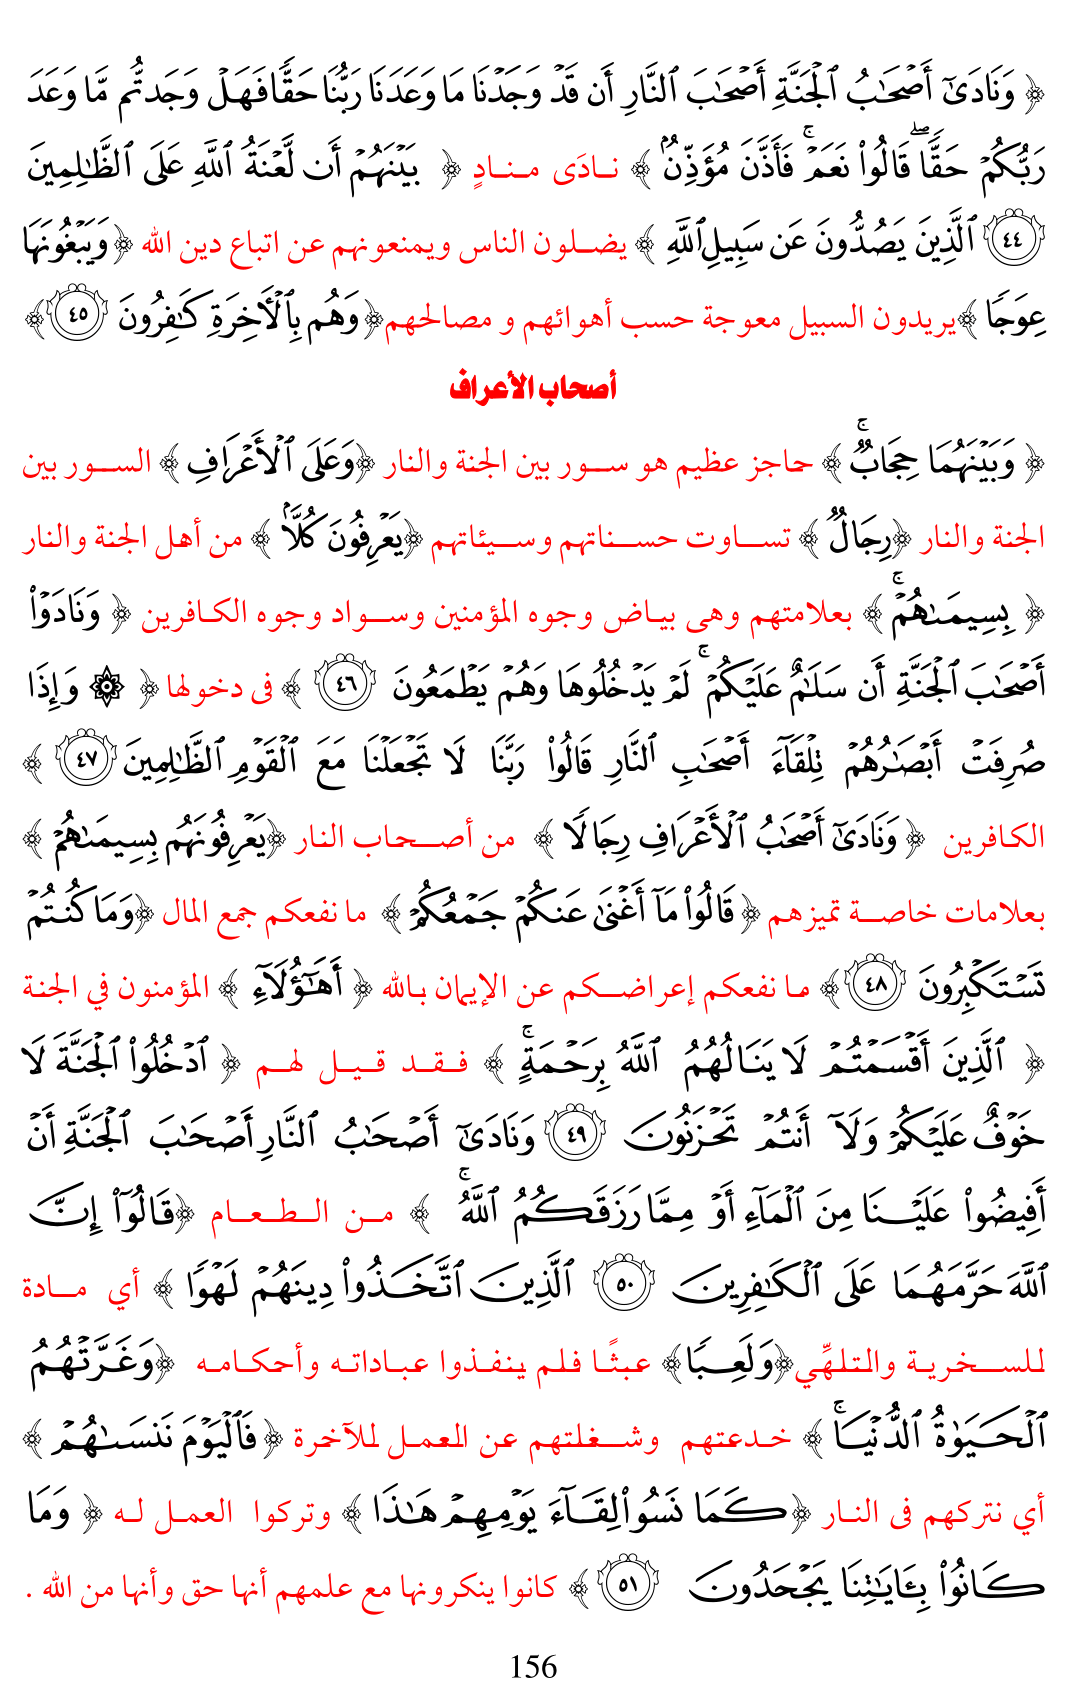 ﴿ وَنَادَىٰٓ أَصْحَٰبُ ٱلْجَنَّةِ أَصْحَٰبَ ٱلنَّارِ أَن قَدْ وَجَدْنَا مَا وَعَدَنَا رَبُّنَا حَقًّا فَهَلْ وَجَدتُّم مَّا وَعَدَ
رَبُّكُمْ حَقًّا ۖ قَالُوا۟ نَعَمْ ۚ فَأَذَّنَ مُؤَذِّنٌۢ ﴾ نادَى منادٍ ﴿ بَيْنَهُمْ أَن لَّعْنَةُ ٱللَّهِ عَلَى ٱلظَّٰلِمِينَ
٤٤ ٱلَّذِينَ يَصُدُّونَ عَن سَبِيلِ ٱللَّهِ ﴾ يضلون الناس ويمنعونهم عن اتباع دين الله ﴿ وَيَبْغُونَهَا
عِوَجًا ﴾ يريدون السبيل معوجة حسب أهوائهم و مصالحهم ﴿ وَهُم بِٱلْـَٔاخِرَةِ كَٰفِرُونَ ٤٥ ﴾
أصحاب الأعراف
﴿ وَبَيْنَهُمَا حِجَابٌ ۚ ﴾ حاجز عظيم هو سور بين الجنة والنار ﴿ وَعَلَى ٱلْأَعْرَافِ ﴾ السور بين
الجنة والنار ﴿ رِجَالٌ ﴾ تساوت حسناتهم وسيئاتهم ﴿ يَعْرِفُونَ كُلًّۢا ﴾ من أهل الجنة والنار
﴿ بِسِيمَىٰهُمْ ۚ ﴾ بعلامتهم وهى بياض وجوه المؤمنين وسواد وجوه الكافرين ﴿ وَنَادَوْا۟
أَصْحَٰبَ ٱلْجَنَّةِ أَن سَلَٰمٌ عَلَيْكُمْ ۚ لَمْ يَدْخُلُوهَا وَهُمْ يَطْمَعُونَ ٤٦ ﴾ فى دخولها ﴿ ۞ وَإِذَا
صُرِفَتْ أَبْصَٰرُهُمْ تِلْقَآءَ أَصْحَٰبِ ٱلنَّارِ قَالُوا۟ رَبَّنَا لَا تَجْعَلْنَا مَعَ ٱلْقَوْمِ ٱلظَّٰلِمِينَ ٤٧ ﴾
الكافرين ﴿ وَنَادَىٰٓ أَصْحَٰبُ ٱلْأَعْرَافِ رِجَالًا ﴾ من أصحاب النار ﴿ يَعْرِفُونَهُم بِسِيمَىٰهُمْ ﴾
بعلامات خاصة تميزهم ﴿ قَالُوا۟ مَآ أَغْنَىٰ عَنكُمْ جَمْعُكُمْ ﴾ ما نفعكم جمع المال ﴿ وَمَا كُنتُمْ
تَسْتَكْبِرُونَ ٤٨ ﴾ ما نفعكم إعراضكم عن الإيمان بالله ﴿ أَهَٰٓؤُلَآءِ ﴾ المؤمنون في الجنة
﴿ ٱلَّذِينَ أَقْسَمْتُمْ لَا يَنَالُهُمُ ٱللَّهُ بِرَحْمَةٍ ۚ ﴾ فقد قيل لهم ﴿ ٱدْخُلُوا۟ ٱلْجَنَّةَ لَا
خَوْفٌ عَلَيْكُمْ وَلَآ أَنتُمْ تَحْزَنُونَ ٤٩ وَنَادَىٰٓ أَصْحَٰبُ ٱلنَّارِ أَصْحَٰبَ ٱلْجَنَّةِ أَنْ
أَفِيضُوا۟ عَلَيْنَا مِنَ ٱلْمَآءِ أَوْ مِمَّا رَزَقَكُمُ ٱللَّهُ ۚ ﴾ من الطعام ﴿ قَالُوٓا۟ إِنَّ
ٱللَّهَ حَرَّمَهُمَا عَلَى ٱلْكَٰفِرِينَ ٥٠ ٱلَّذِينَ ٱتَّخَذُوا۟ دِينَهُمْ لَهْوًا ﴾ أي مادة
للسخرية والتلهِّي ﴿ وَلَعِبًا ﴾ عبثًا فلم ينفذوا عباداته وأحكامه ﴿ وَغَرَّتْهُمُ
ٱلْحَيَوٰةُ ٱلدُّنْيَا ۚ ﴾ خدعتهم وشغلتهم عن العمل للآخرة ﴿ فَٱلْيَوْمَ نَنسَىٰهُمْ ﴾
أي نتركهم فى النار ﴿ كَمَا نَسُوا۟ لِقَآءَ يَوْمِهِمْ هَٰذَا ﴾ وتركوا العمل له ﴿ وَمَا
كَانُوا۟ بِـَٔايَٰتِنَا يَجْحَدُونَ ٥١ ﴾ كانوا ينكرونها مع علمهم أنها حق وأنها من الله .
156